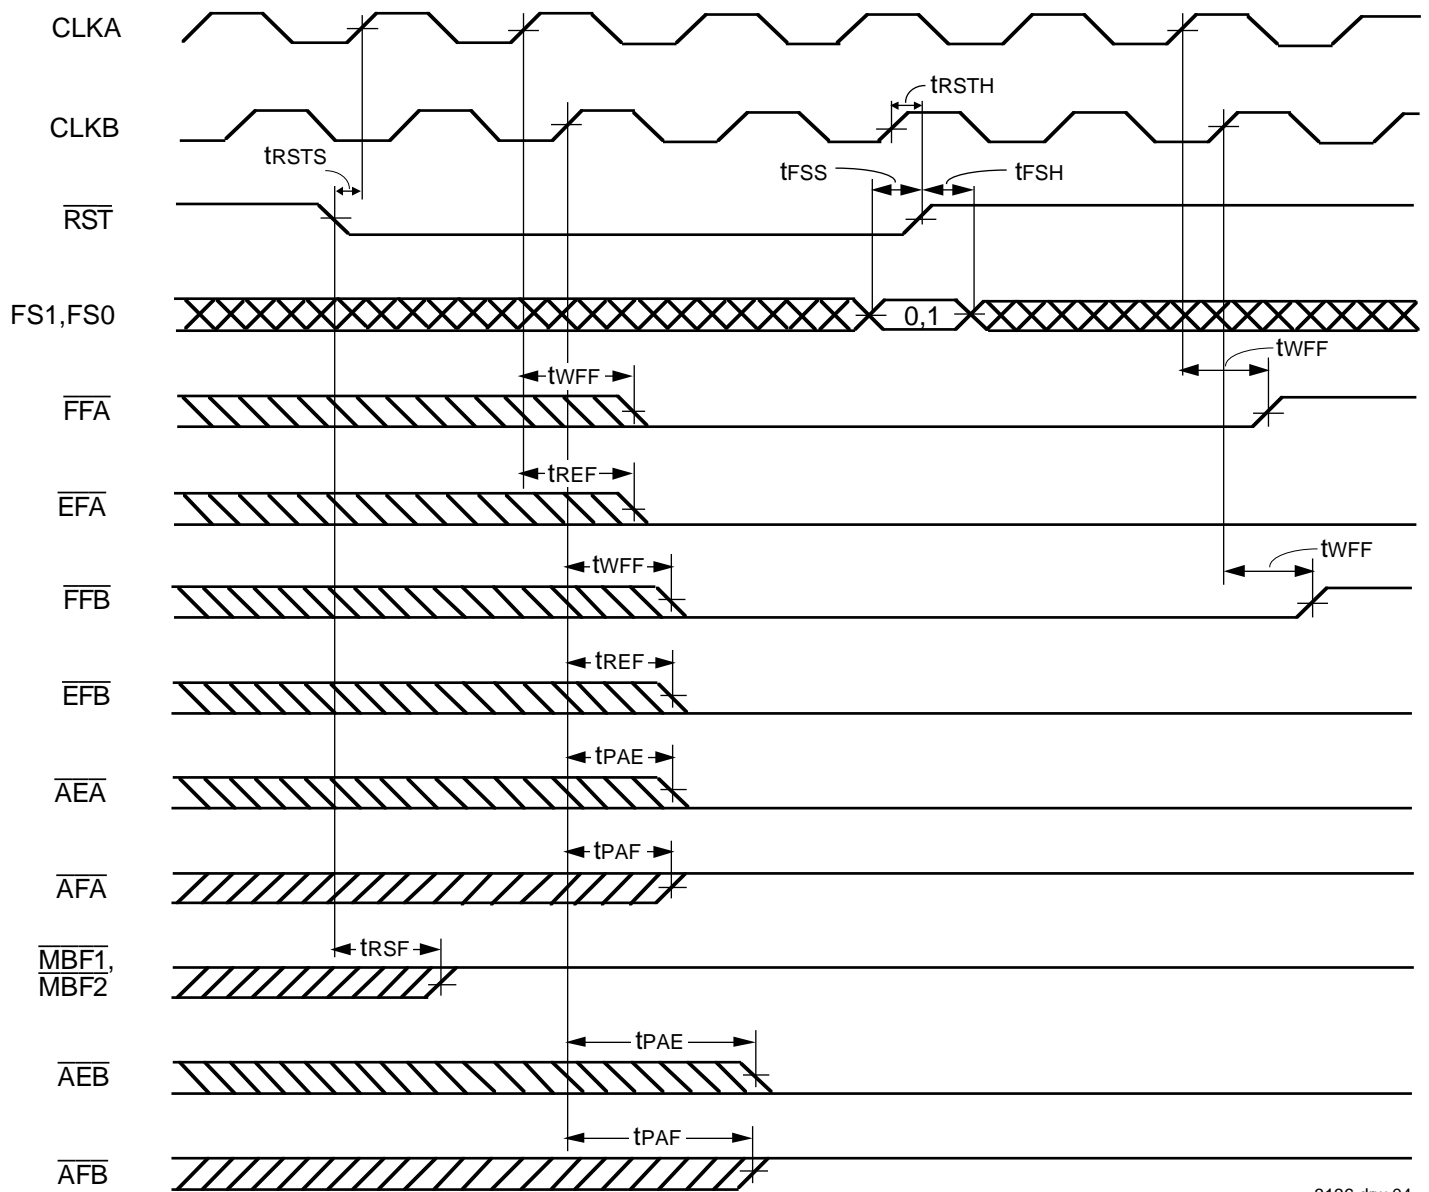 CLKA
tRSTH
CLKB
tRSTS
tFSS
tFSH
RST
FS1,FS0
0,1
tWFF
tWFF
FFA
tREF
EFA
tWFF
tWFF
FFB
tREF
EFB
tPAE
AEA
tPAF
AFA
tRSF
MBF1,
MBF2
tPAE
AEB
tPAF
AFB